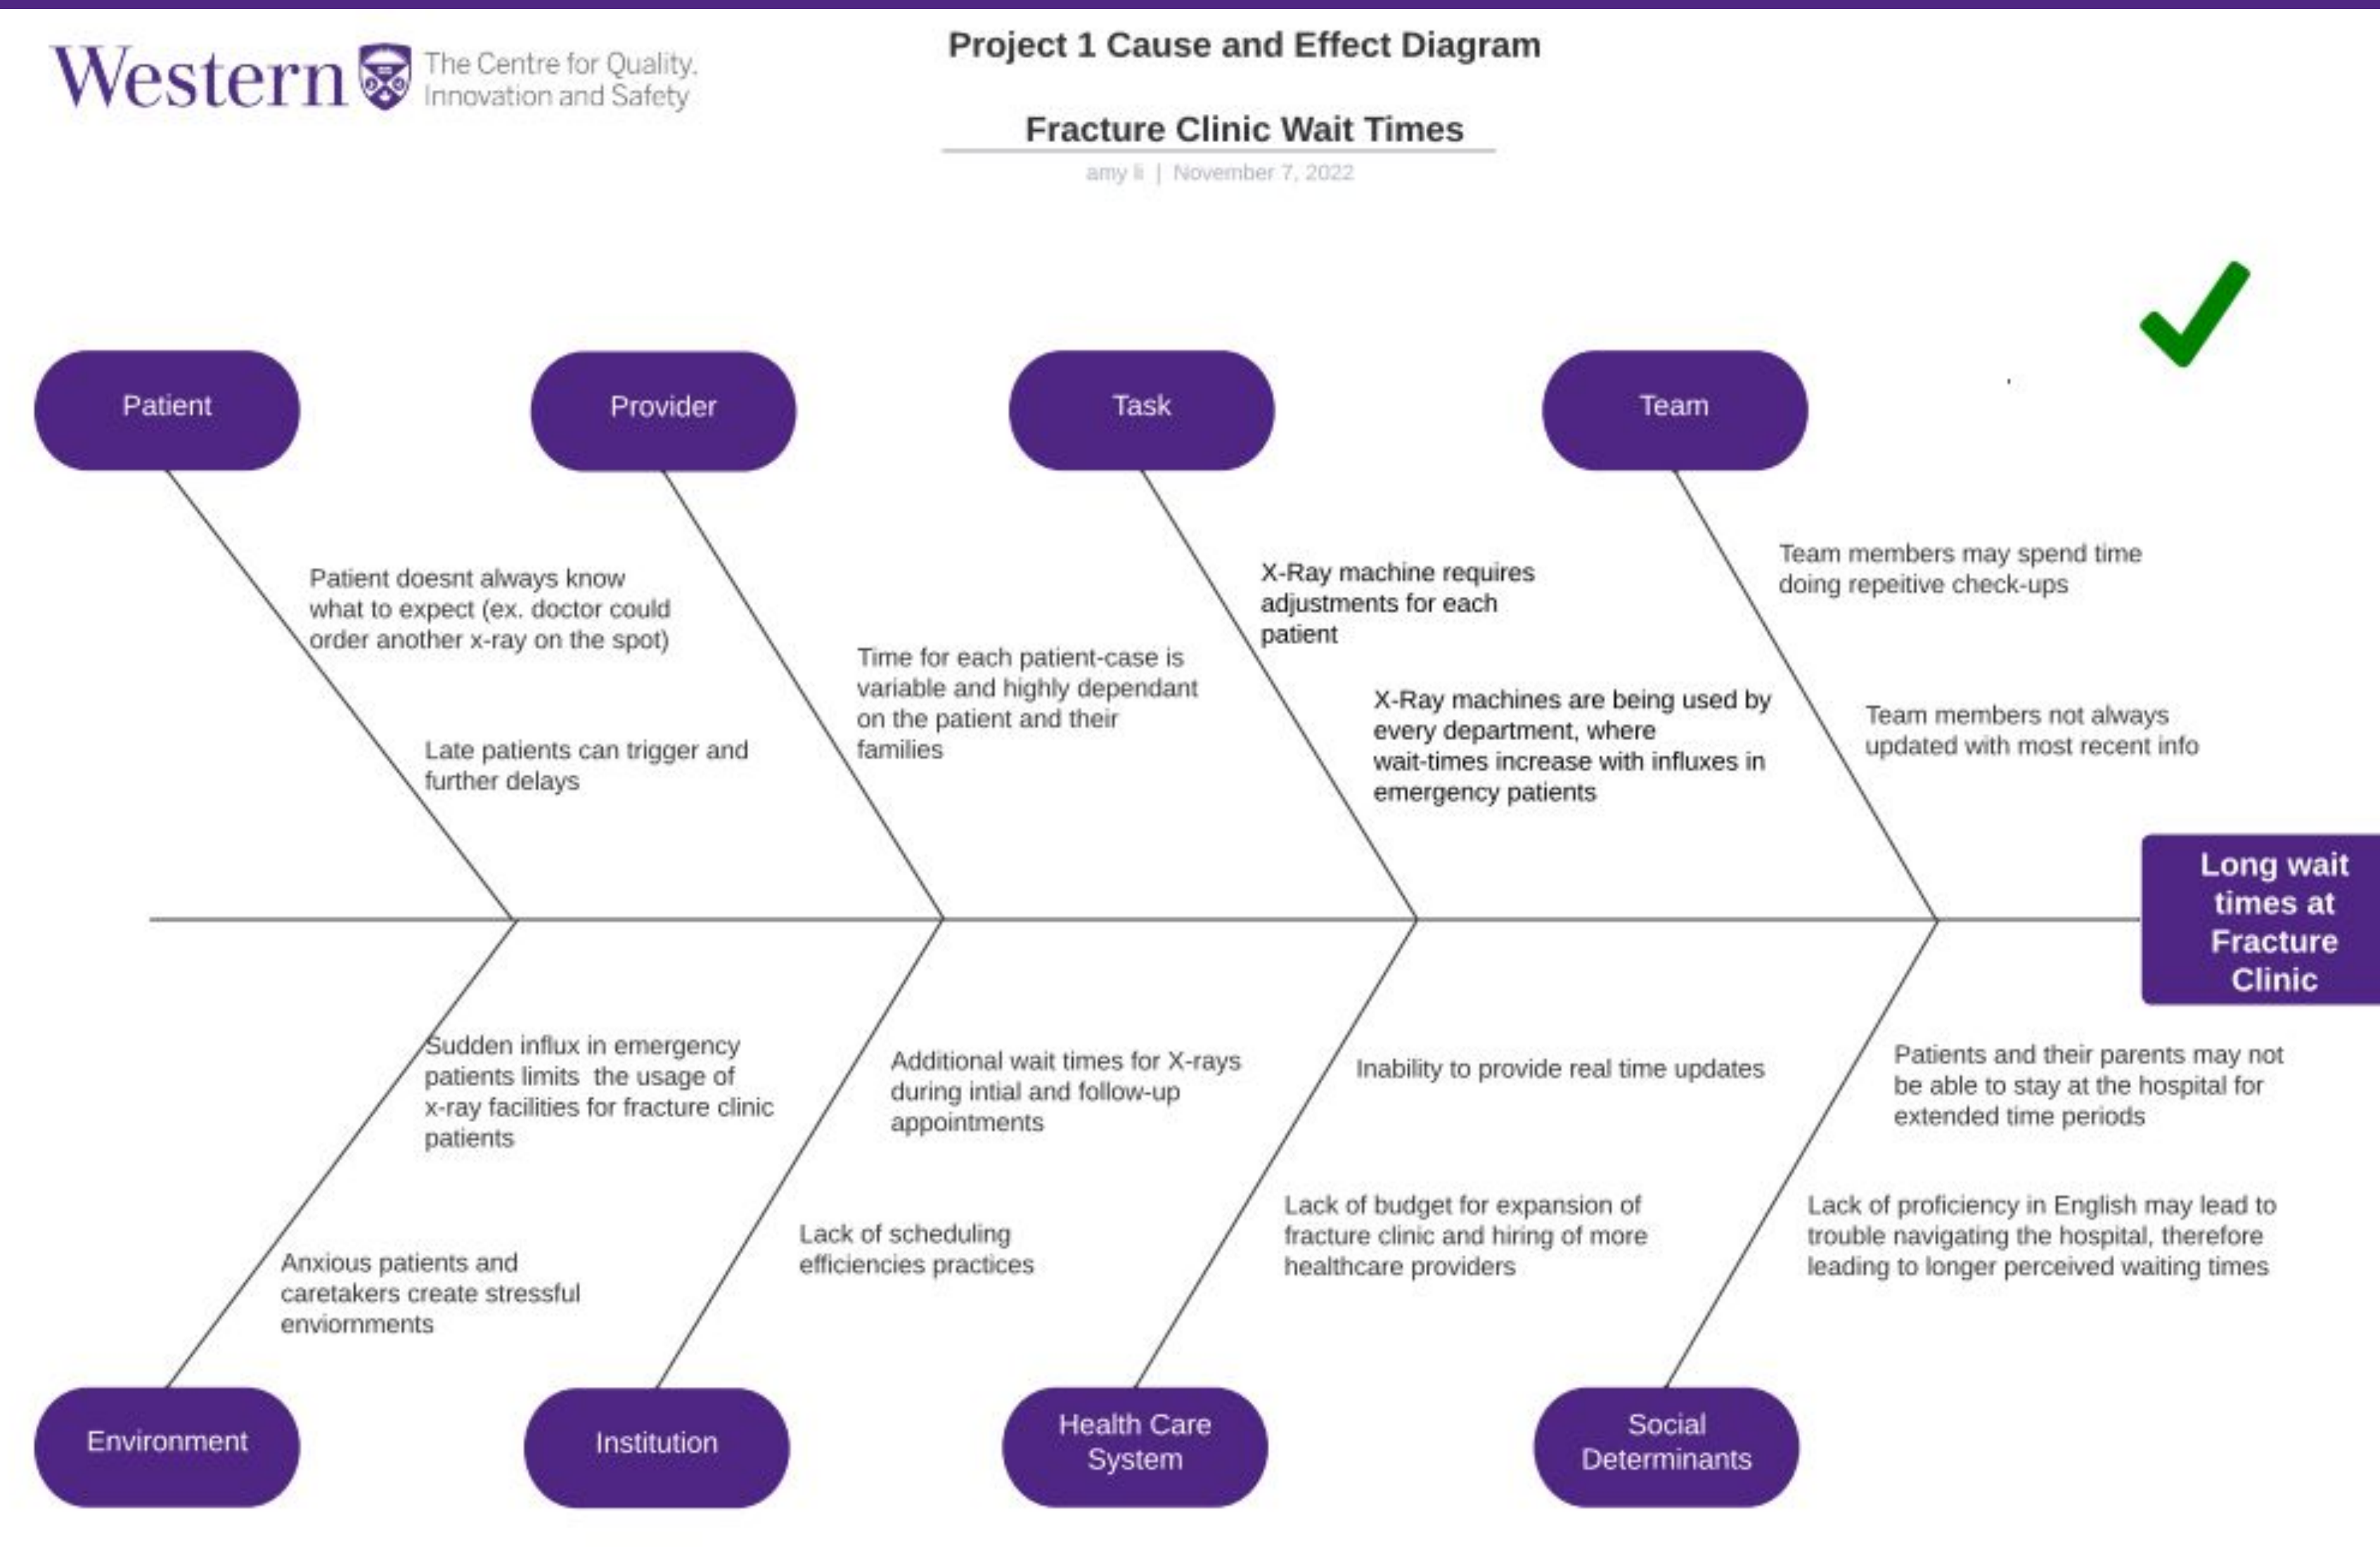 Western
The Centre for Quality,
Innovation and Safety
Project 1 Cause and Effect Diagram
Fracture Clinic Wait Times
amy li | November 7, 2022
Patient
Provider
Task
Team
Patient doesnt always know
what to expect (ex. doctor could
order another x-ray on the spot)
Late patients can trigger and
further delays
Time for each patient-case is
variable and highly dependant
on the patient and their
families
X-Ray machine requires
adjustments for each
patient
X-Ray machines are being used by
every department, where
wait-times increase with influxes in
emergency patients
Team members may spend time
doing repeitive check-ups
Team members not always
updated with most recent info
Long wait
times at
Fracture
Clinic
Sudden influx in emergency
patients limits  the usage of
x-ray facilities for fracture clinic
patients
Anxious patients and
caretakers create stressful
enviornments
Additional wait times for X-rays
during intial and follow-up
appointments
Lack of scheduling
efficiencies practices
Inability to provide real time updates
Lack of budget for expansion of
fracture clinic and hiring of more
healthcare providers
Patients and their parents may not
be able to stay at the hospital for
extended time periods
Lack of proficiency in English may lead to
trouble navigating the hospital, therefore
leading to longer perceived waiting times
Environment
Institution
Health Care
System
Social
Determinants